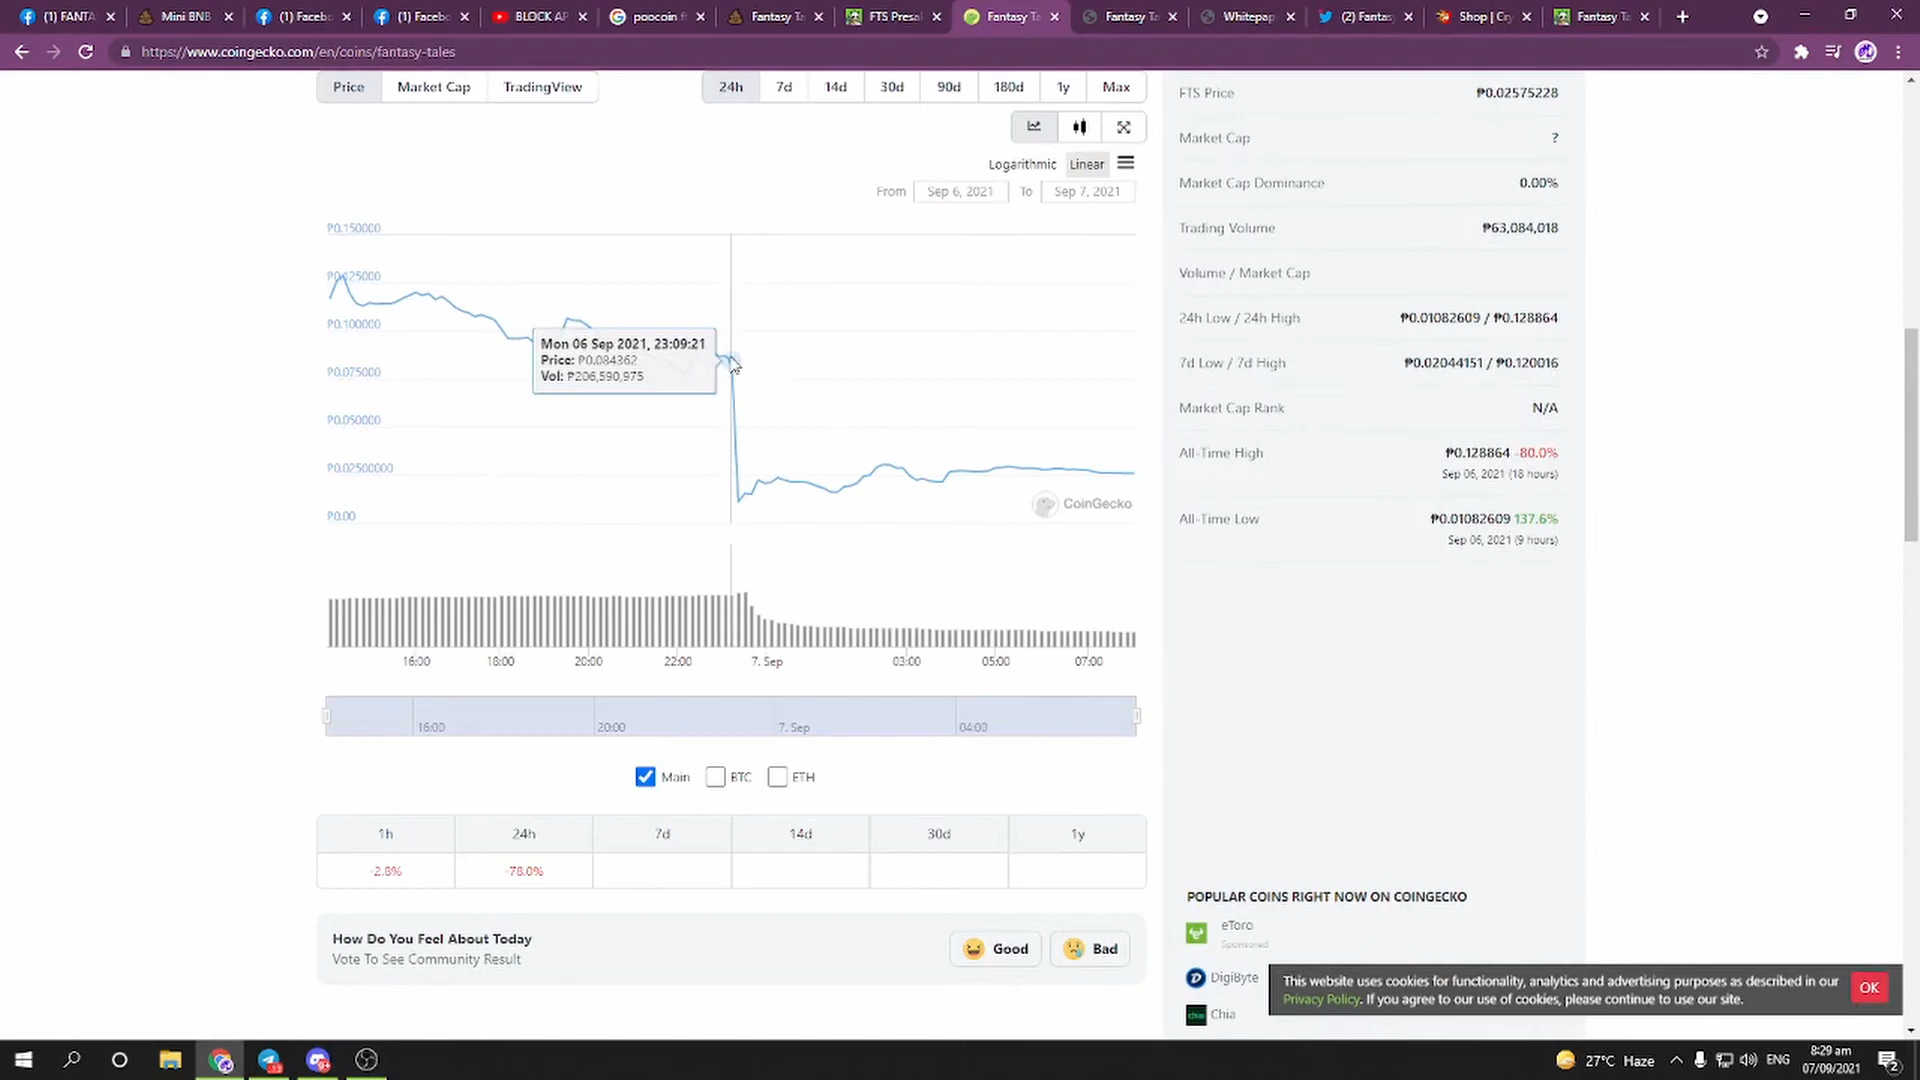 (1) FANTA
Mini BNB
(1) Facebo
(1) Facebo
BLOCK AP
poocoin f
Fantasy Ta
FTS Presal
Fantasy Ta
Fantasy Ta
Whitepap
(2) Fantas
Shop | Cry
Fantasy Ta
https://www.coingecko.com/en/coins/fantasy-tales
Price
Market Cap
TradingView
24h
7d
14d
30d
90d
180d
1y
Max
Logarithmic
Linear
From
Sep 6, 2021
To
Sep 7, 2021
₱0.150000
₱0.125000
₱0.100000
₱0.075000
₱0.050000
₱0.02500000
₱0.00
Mon 06 Sep 2021, 23:09:21
Price: ₱0.084362
Vol: ₱206,590,975
CoinGecko
16:00
18:00
20:00
22:00
7. Sep
03:00
05:00
07:00
16:00
20:00
7. Sep
04:00
Main
BTC
ETH
1h
24h
7d
14d
30d
1y
-2.8%
-78.0%
How Do You Feel About Today
Vote To See Community Result
Good
Bad
FTS Price
₱0.02575228
Market Cap
?
Market Cap Dominance
0.00%
Trading Volume
₱63,084,018
Volume / Market Cap
24h Low / 24h High
₱0.01082609 / ₱0.128864
7d Low / 7d High
₱0.02044151 / ₱0.120016
Market Cap Rank
N/A
All-Time High
₱0.128864 -80.0%
Sep 06, 2021 (18 hours)
All-Time Low
₱0.01082609 137.6%
Sep 06, 2021 (9 hours)
POPULAR COINS RIGHT NOW ON COINGECKO
eToro
Sponsored
DigiByte
Chia
This website uses cookies for functionality, analytics and advertising purposes as described in our
Privacy Policy. If you agree to our use of cookies, please continue to use our site.
OK
27°C Haze
ENG
8:29 am
07/09/2021
2